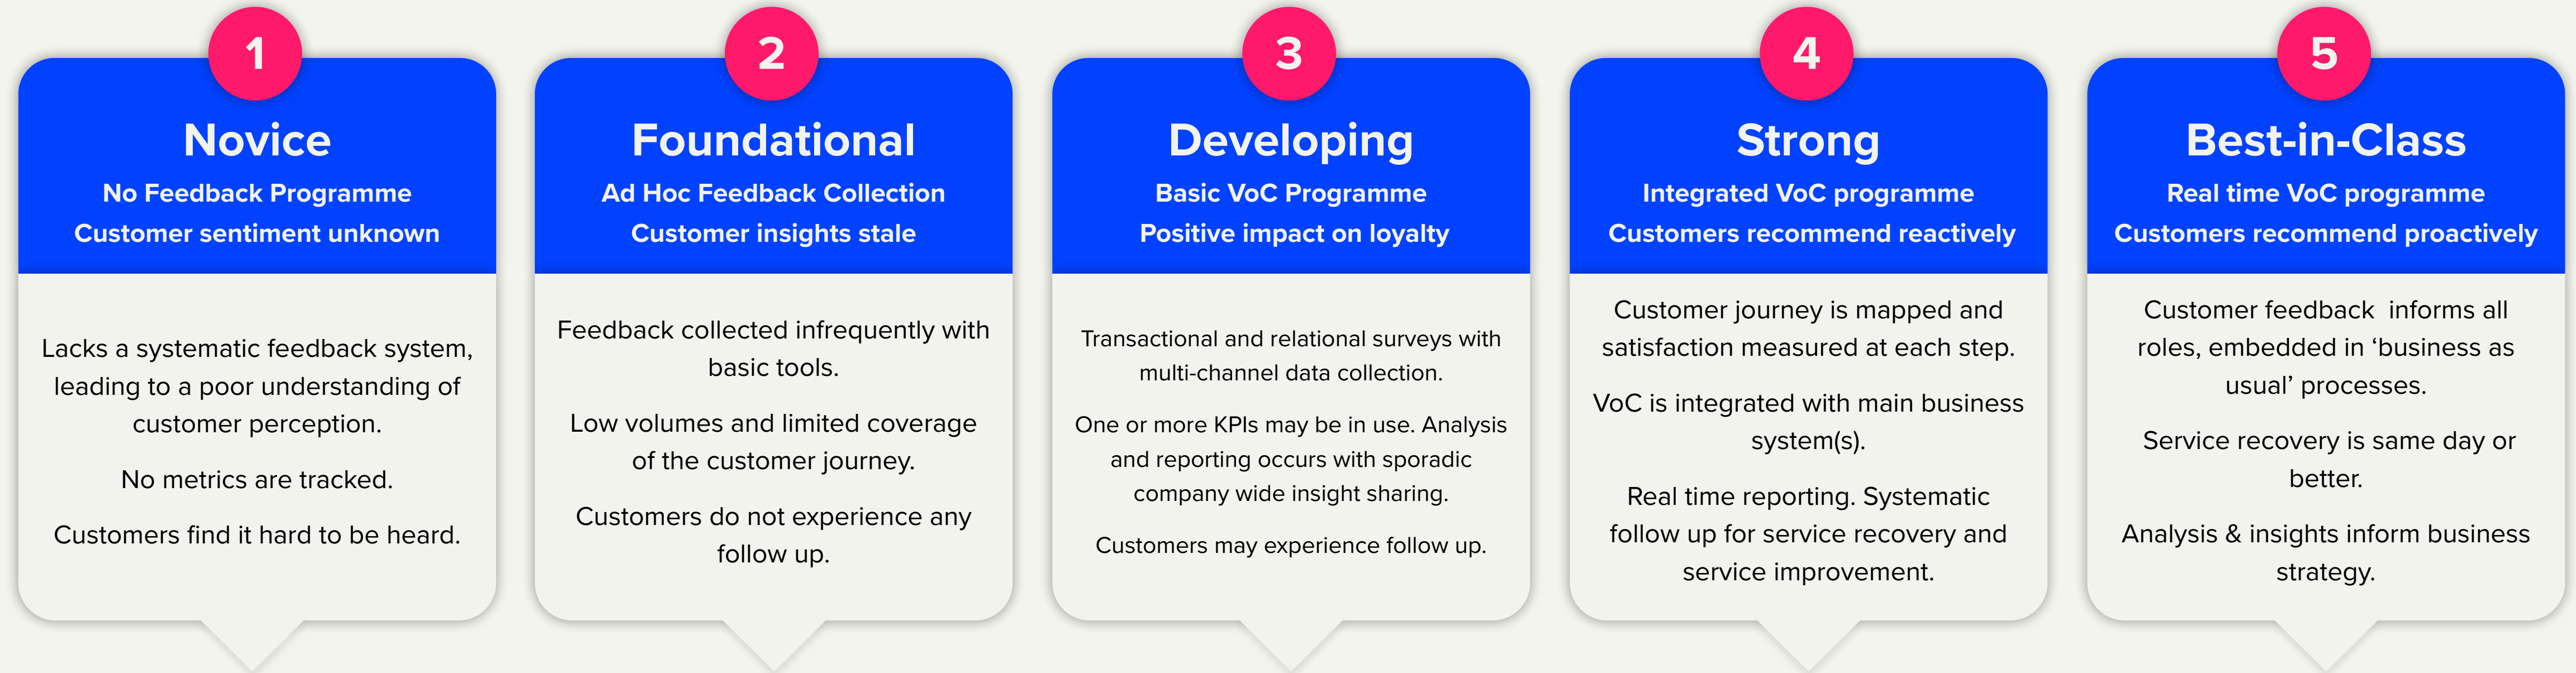 1
Novice
No Feedback Programme
Customer sentiment unknown
Lacks a systematic feedback system,
leading to a poor understanding of
customer perception.
No metrics are tracked.
Customers find it hard to be heard.
2
Foundational
Ad Hoc Feedback Collection
Customer insights stale
Feedback collected infrequently with
basic tools.
Low volumes and limited coverage
of the customer journey.
Customers do not experience any
follow up.
3
Developing
Basic VoC Programme
Positive impact on loyalty
Transactional and relational surveys with
multi-channel data collection.
One or more KPIs may be in use. Analysis
and reporting occurs with sporadic
company wide insight sharing.
Customers may experience follow up.
4
Strong
Integrated VoC programme
Customers recommend reactively
Customer journey is mapped and
satisfaction measured at each step.
VoC is integrated with main business
system(s).
Real time reporting. Systematic
follow up for service recovery and
service improvement.
5
Best-in-Class
Real time VoC programme
Customers recommend proactively
Customer feedback  informs all
roles, embedded in ‘business as
usual’ processes.
Service recovery is same day or
better.
Analysis & insights inform business
strategy.